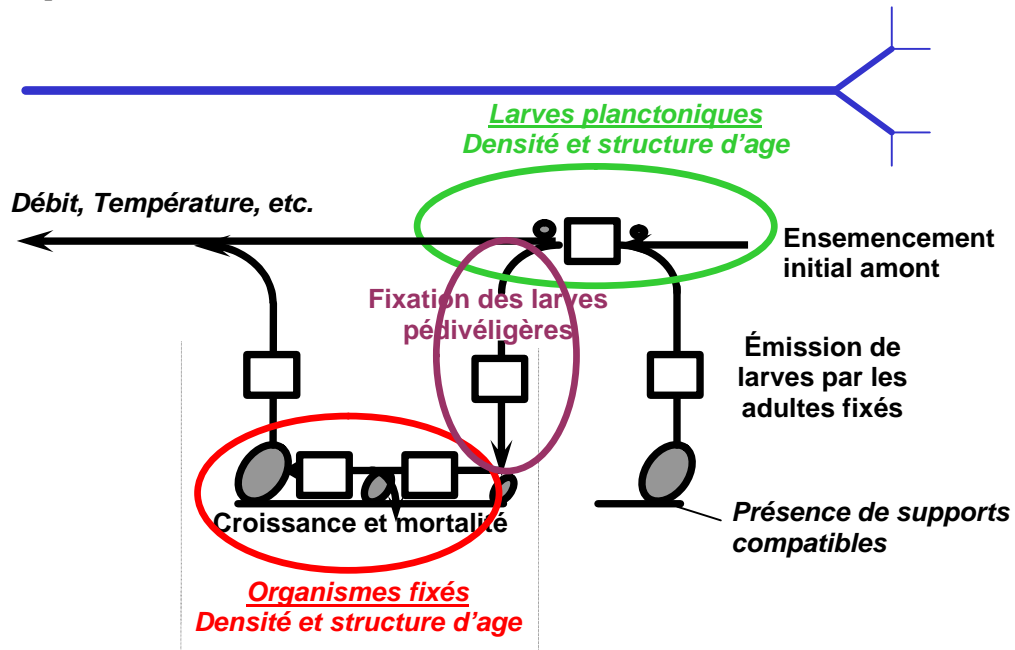 Larves planctoniques
Densité et structure d'age
Débit, Température, etc.
Ensemencement
initial amont
Fixation des larves
pédivéligères
Émission de
larves par les
adultes fixés
Croissance et mortalité
Présence de supports
compatibles
Organismes fixés
Densité et structure d'age